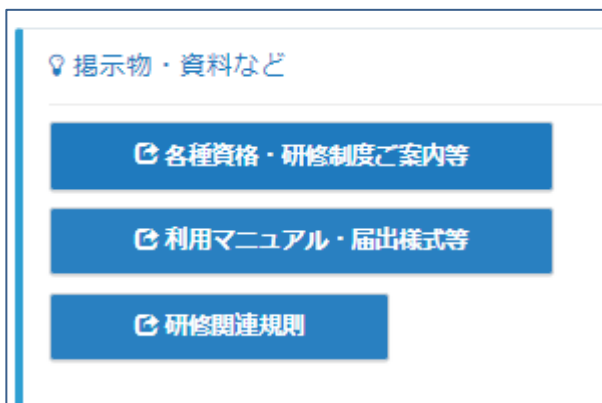 掲示物・資料など
各種資格・研修制度ご案内等
利用マニュアル・届出様式等
研修関連規則